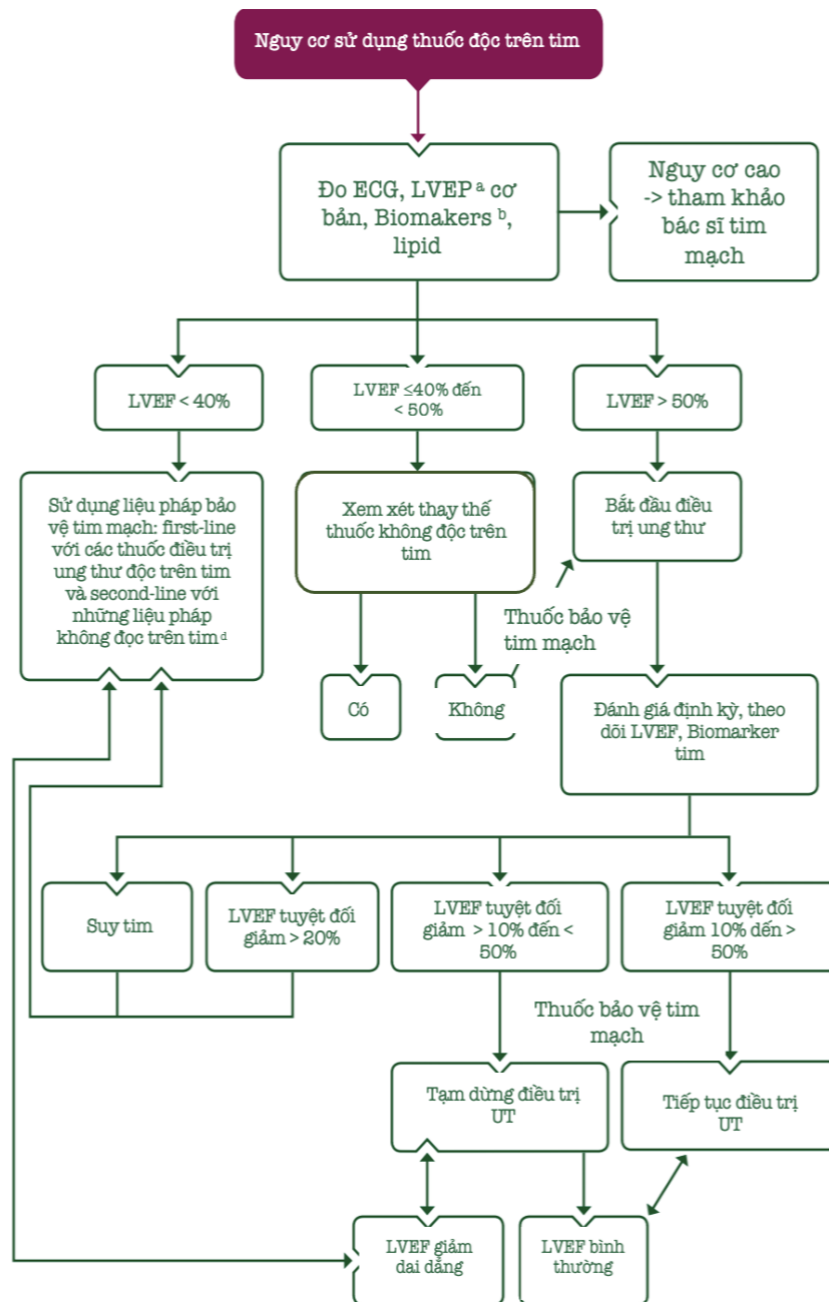 Nguy cơ sử dụng thuốc độc trên tim
Đo ECG, LVEP ᵃ cơ
bản, Biomakers ᵇ,
lipid
Nguy cơ cao
-> tham khảo
bác sĩ tim
mạch
LVEF < 40%
LVEF ≤40% đến
< 50%
LVEF > 50%
Sử dụng liệu pháp bảo
vệ tim mạch: first-line
với các thuốc điều trị
ung thư độc trên tim
và second-line với
những liệu pháp
không đọc trên tim ᵈ
Xem xét thay thế
thuốc không độc trên
tim
Bắt đầu điều
trị ung thư
Thuốc bảo vệ
tim mạch
Có
Không
Đánh giá định kỳ, theo
dõi LVEF, Biomarker
tim
Suy tim
LVEF tuyệt đối
giảm > 20%
LVEF tuyệt đối
giảm > 10% đến <
50%
LVEF tuyệt đối
giảm 10% dến >
50%
Thuốc bảo vệ tim
mạch
Tạm dừng điều trị
UT
Tiếp tục điều trị
UT
LVEF giảm
dai dẳng
LVEF bình
thường